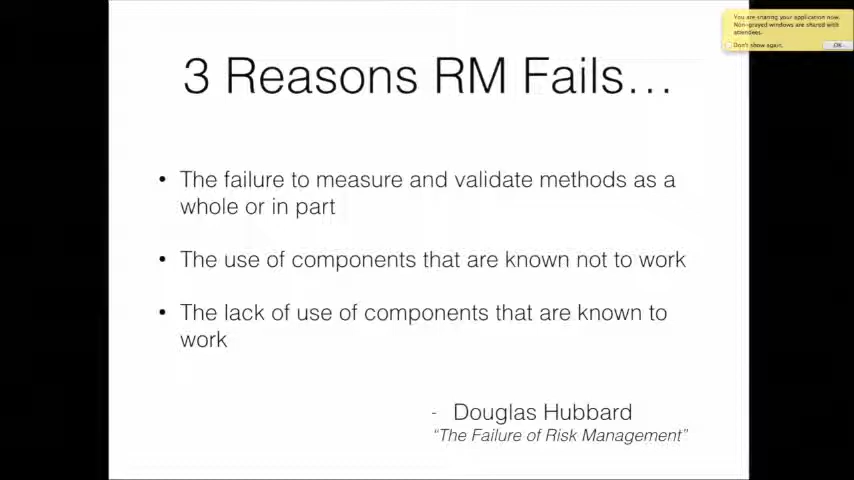 You are sharing your application now.
Non-grayed windows are shared with
attendees.
Don't show again.
OK
3 Reasons RM Fails…
• The failure to measure and validate methods as a
whole or in part
• The use of components that are known not to work
• The lack of use of components that are known to
work
- Douglas Hubbard
“The Failure of Risk Management”